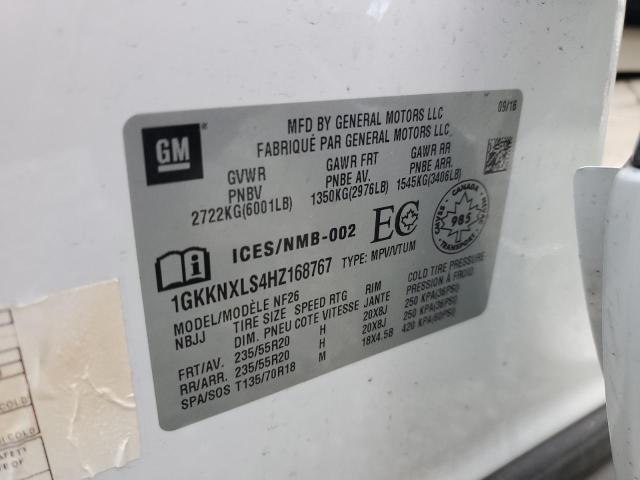 09/16
GM
MFD BY GENERAL MOTORS LLC
FABRIQUÉ PAR GENERAL MOTORS LLC
GVWR GAWR FRT GAWR RR
PNBV PNBE AV. PNBE ARR.
2722KG(6001LB) 1350KG(2976LB) 1545KG(3406LB)
ICES/NMB-002 EC
CANADA
985
TRANSPORT
1GKKNXLS4HZ168767 TYPE: MPV/VTUM
MODEL/MODÈLE NF26
NBJJ TIRE SIZE SPEED RTG RIM COLD TIRE PRESSURE
DIM. PNEU COTE VITESSE JANTE PRESSION À FROID
FRT/AV. 235/55R20 H 20X8J 250 KPA(36PSI)
RR/ARR. 235/55R20 H 20X8J 250 KPA(36PSI)
SPA/SOS T135/70R18 M 18X4.5B 420 KPA(60PSI)
COLD